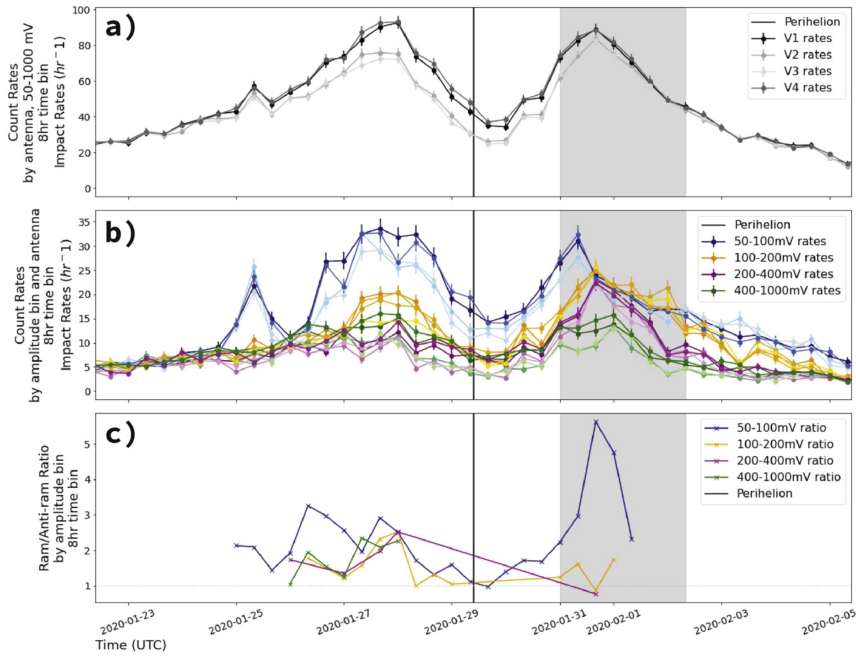 a)
Count Rates
by antenna, 50-1000 mV
8hr time bin
Impact Rates (hr−1)
100
80
60
40
20
0
Perihelion
V1 rates
V2 rates
V3 rates
V4 rates
b)
Count Rates
by amplitude bin and antenna
8hr time bin
Impact Rates (hr−1)
35
30
25
20
15
10
5
0
Perihelion
50-100mV rates
100-200mV rates
200-400mV rates
400-1000mV rates
c)
Ram/Anti-ram Ratio
by amplitude bin
8hr time bin
5
4
3
2
1
50-100mV ratio
100-200mV ratio
200-400mV ratio
400-1000mV ratio
Perihelion
2020-01-23
2020-01-25
2020-01-27
2020-01-29
2020-01-31
2020-02-01
2020-02-03
2020-02-05
Time (UTC)